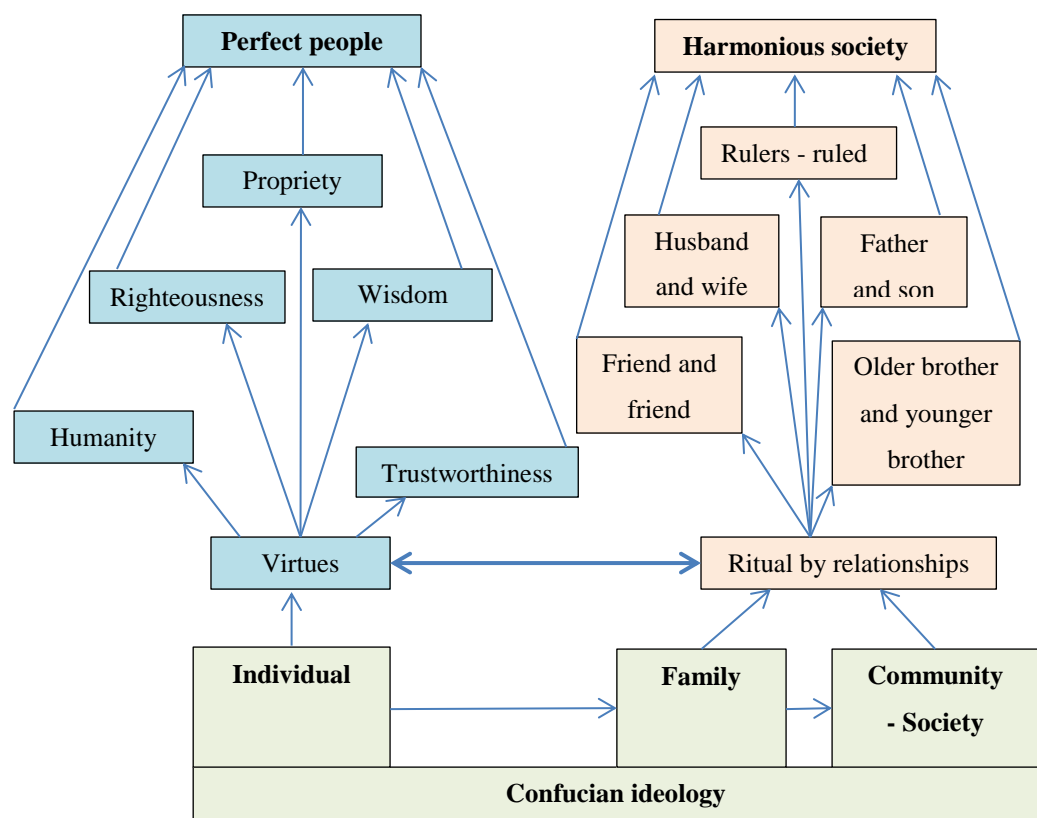 Perfect people
Harmonious society
Rulers - ruled
Propriety
Husband
and wife
Father
and son
Righteousness
Wisdom
Friend and
friend
Older brother
and younger
brother
Humanity
Trustworthiness
Virtues
Ritual by relationships
Individual
Family
Community
- Society
Confucian ideology